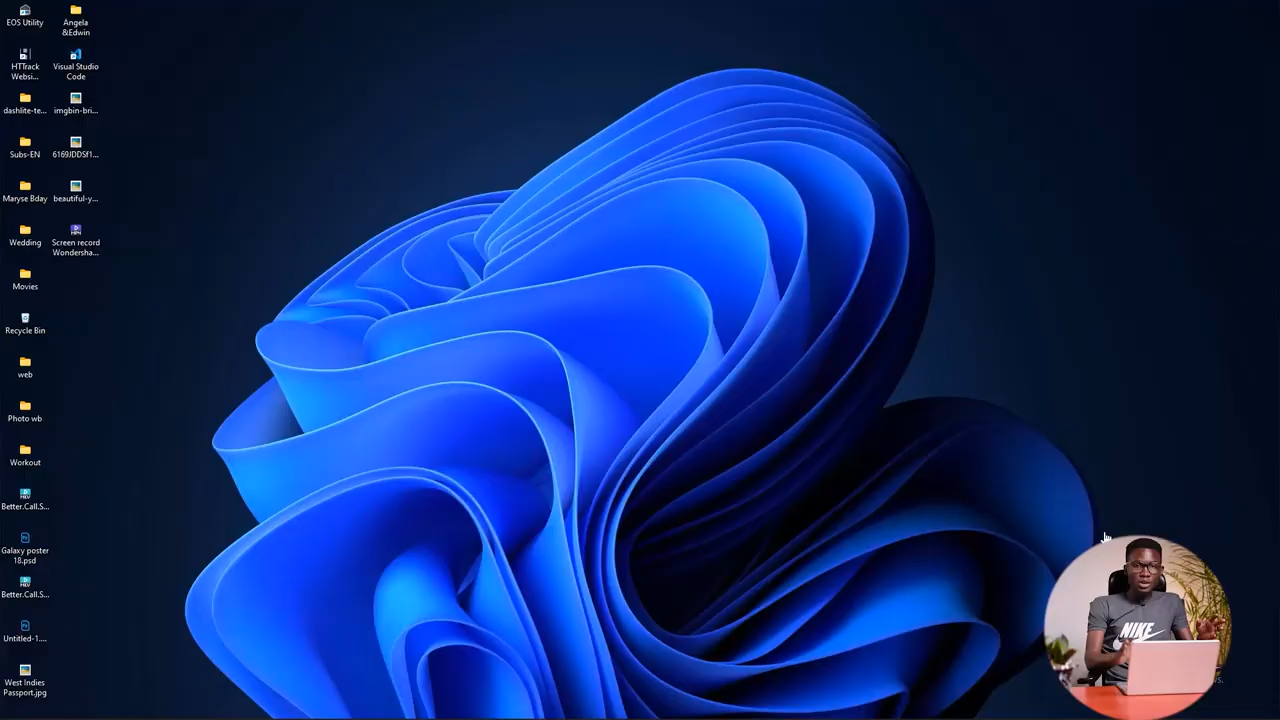 EOS Utility
Angela
&Edwin
HTTrack
Websi...
Visual Studio
Code
dashlite-te...
imgbin-bri...
Subs-EN
6169JDDSf1...
Maryse Bday
beautiful-y...
Wedding
Screen record
Wondersha...
Movies
Recycle Bin
web
Photo wb
Workout
Better.Call.S...
Galaxy poster
18.psd
Better.Call.S...
Untitled-1....
West Indies
Passport.jpg
NIKE